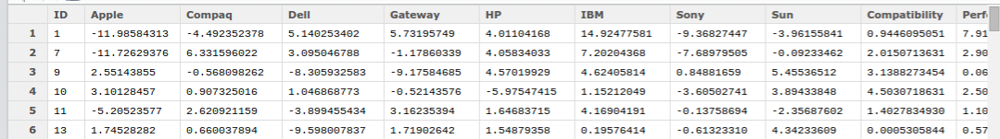 ID Apple Compaq Dell Gateway HP IBM Sony Sun Compatibility Perf
1 1 -11.98584313 -4.492352378 5.140253402 5.73195749 4.01104168 14.92477581 -9.36827447 -3.96155841 0.9446095051 7.91
2 7 -11.72629376 6.331596022 3.095046788 -1.17860339 4.05834033 7.20204368 -7.68979505 -0.09233462 2.0150713631 2.90
3 9 2.55143855 -0.568098262 -8.305932583 -9.17584685 4.57019929 4.62405814 0.84881659 5.45536512 3.1388273454 0.06
4 10 3.10128457 0.907325016 1.046868773 -0.52143576 -5.97547415 1.15212049 -3.60502741 3.89433848 4.5030718631 2.50
5 11 -5.20523577 2.620921159 -3.899455434 3.16235394 1.64683715 4.16904191 -0.13758694 -2.35687602 1.4027834930 1.10
6 13 1.74528282 0.660037894 -9.598007837 1.71902642 1.54879358 0.19576414 -0.61323310 4.34233609 0.0005305844 0.57